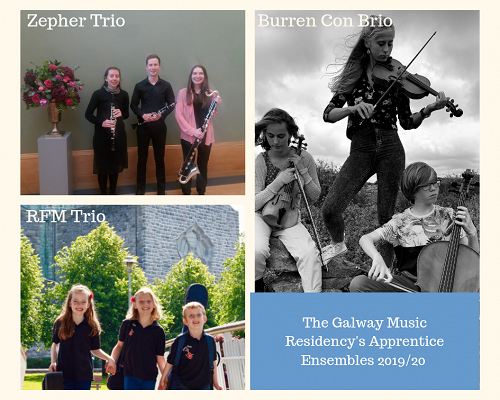 Zepher Trio
Burren Con Brio
RFM Trio
The Galway Music
Residency's Apprentice
Ensembles 2019/20